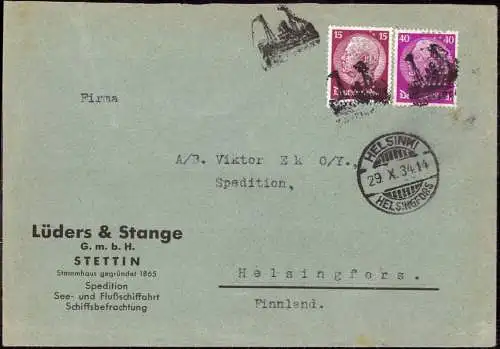 15 15
40 40
Firma
HELSINKI
29. X. 34.14
HELSINGFORS
A/B. Viktor E k O/Y.,
Spedition,
Lüders & Stange
G. m. b. H.
STETTIN
Stammhaus gegründet 1865
Spedition
See- und Flußschiffahrt
Schiffsbefrachtung
Helsingfors.
Finnland.